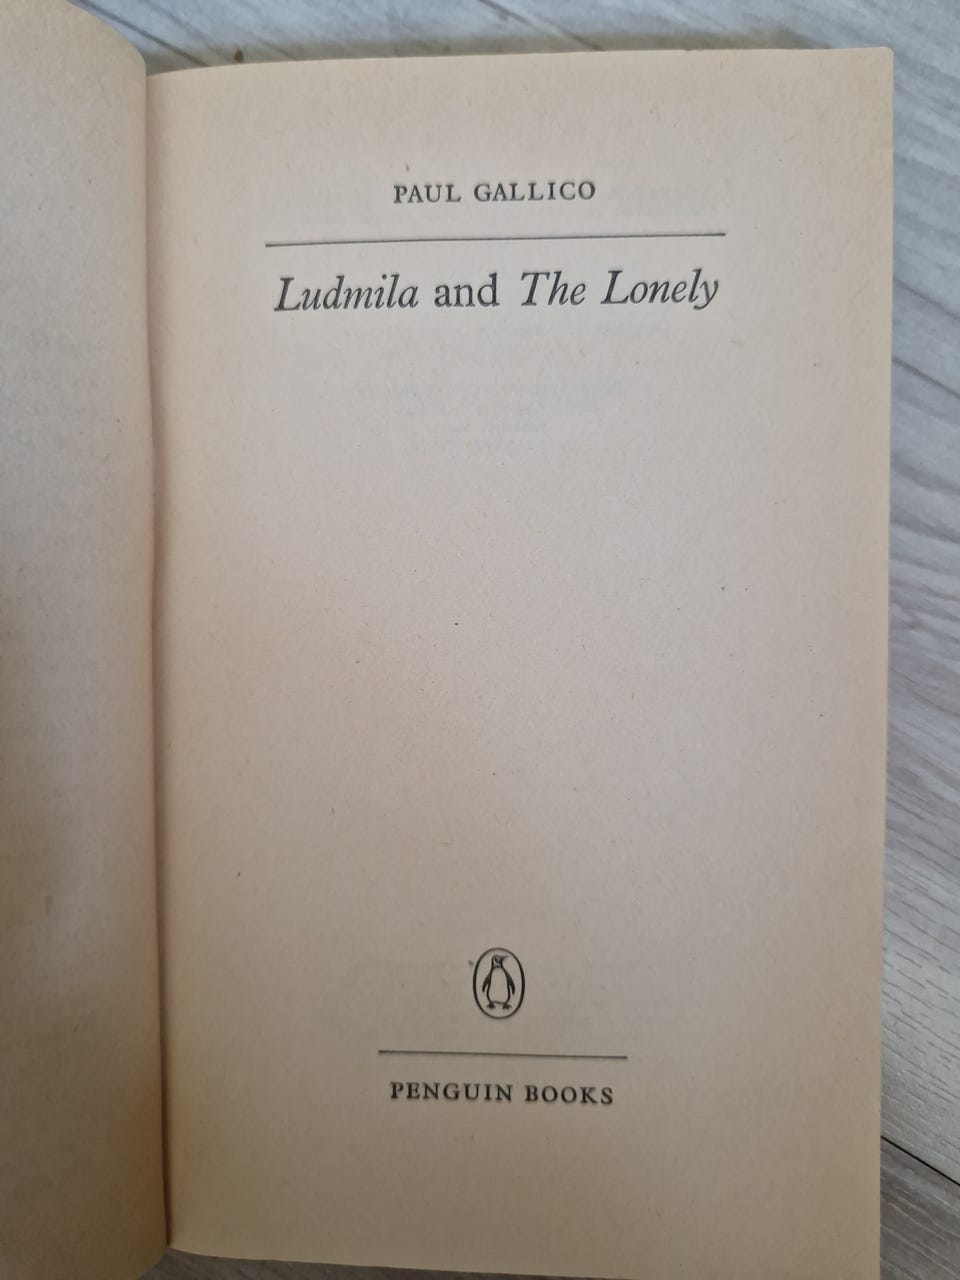 PAUL GALLICO
Ludmila and The Lonely
PENGUIN BOOKS